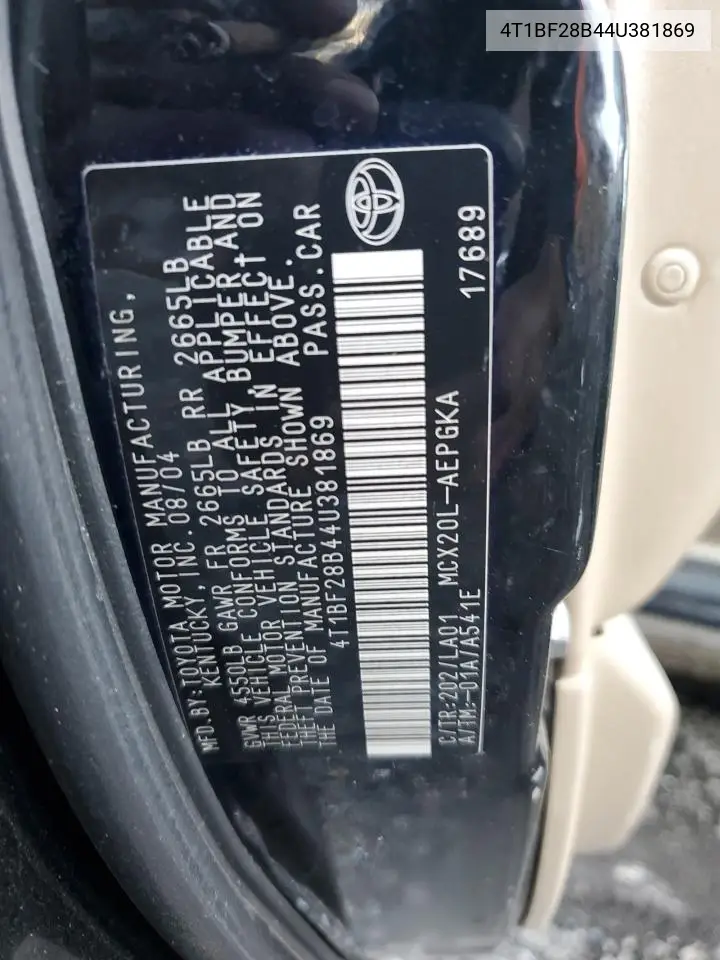 4T1BF28B44U381869
MFD.BY:TOYOTA MOTOR MANUFACTURING,
KENTUCKY, INC. 08/04
GVWR 4550LB GAWR FR 2665LB RR 2665LB
THIS VEHICLE CONFORMS TO ALL APPLICABLE
FEDERAL MOTOR VEHICLE SAFETY, BUMPER, AND
THEFT PREVENTION STANDARDS IN EFFECT ON
THE DATE OF MANUFACTURE SHOWN ABOVE.
4T1BF28B44U381869 PASS.CAR
C/TR:202/LA01 MCX20L-AEPGKA
A/TM:-01A/A541E 17689